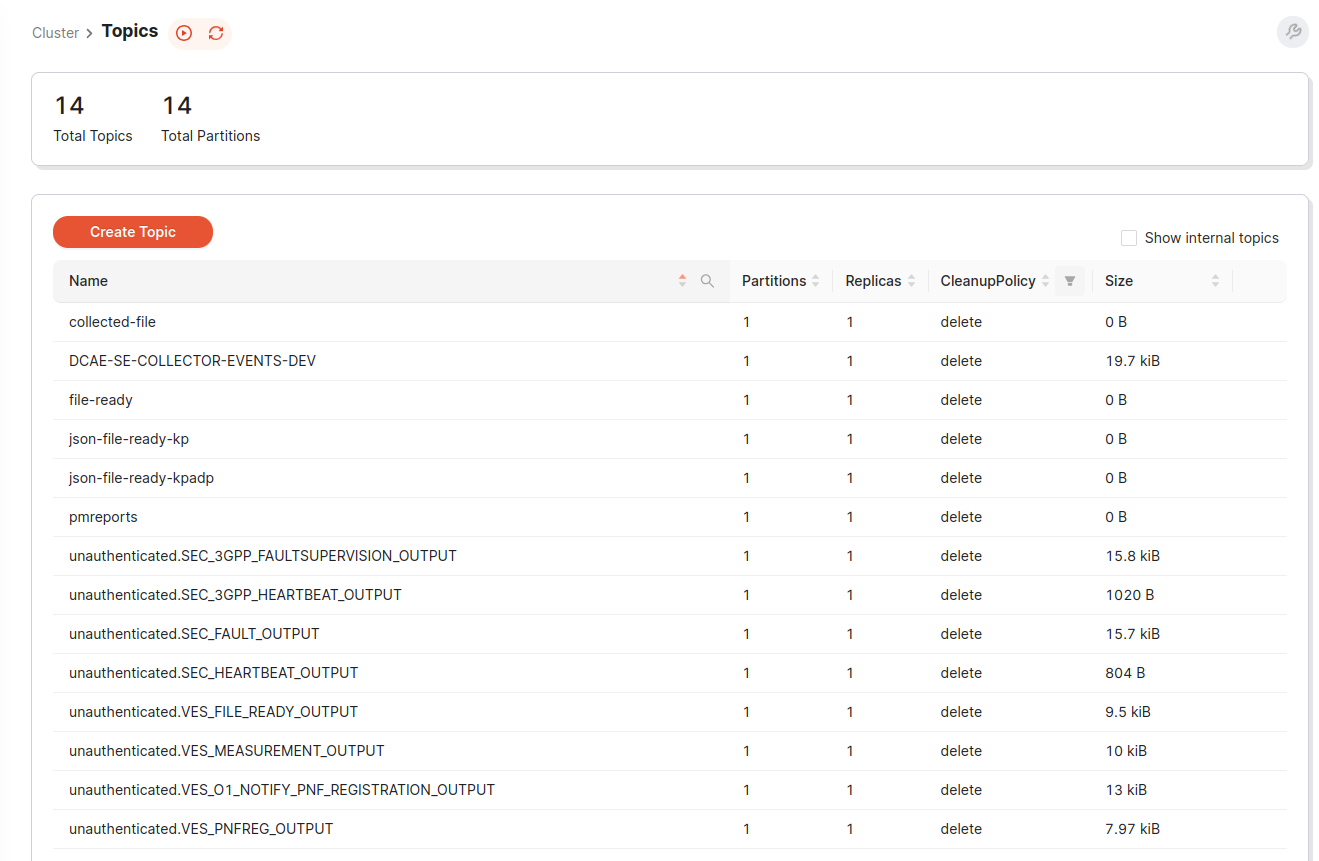 Cluster > Topics
14 14
Total Topics Total Partitions
Create Topic
Show internal topics
Name Partitions Replicas CleanupPolicy Size
collected-file 1 1 delete 0 B
DCAE-SE-COLLECTOR-EVENTS-DEV 1 1 delete 19.7 kiB
file-ready 1 1 delete 0 B
json-file-ready-kp 1 1 delete 0 B
json-file-ready-kpadp 1 1 delete 0 B
pmreports 1 1 delete 0 B
unauthenticated.SEC_3GPP_FAULTSUPERVISION_OUTPUT 1 1 delete 15.8 kiB
unauthenticated.SEC_3GPP_HEARTBEAT_OUTPUT 1 1 delete 1020 B
unauthenticated.SEC_FAULT_OUTPUT 1 1 delete 15.7 kiB
unauthenticated.SEC_HEARTBEAT_OUTPUT 1 1 delete 804 B
unauthenticated.VES_FILE_READY_OUTPUT 1 1 delete 9.5 kiB
unauthenticated.VES_MEASUREMENT_OUTPUT 1 1 delete 10 kiB
unauthenticated.VES_O1_NOTIFY_PNF_REGISTRATION_OUTPUT 1 1 delete 13 kiB
unauthenticated.VES_PNFREG_OUTPUT 1 1 delete 7.97 kiB